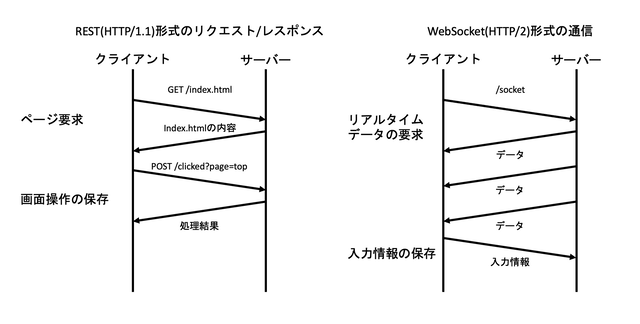 REST(HTTP/1.1)形式のリクエスト/レスポンス
クライアント
サーバー
GET /index.html
ページ要求
Index.htmlの内容
POST /clicked?page=top
画面操作の保存
処理結果
WebSocket(HTTP/2)形式の通信
クライアント
サーバー
/socket
リアルタイム
データの要求
データ
データ
データ
入力情報の保存
入力情報